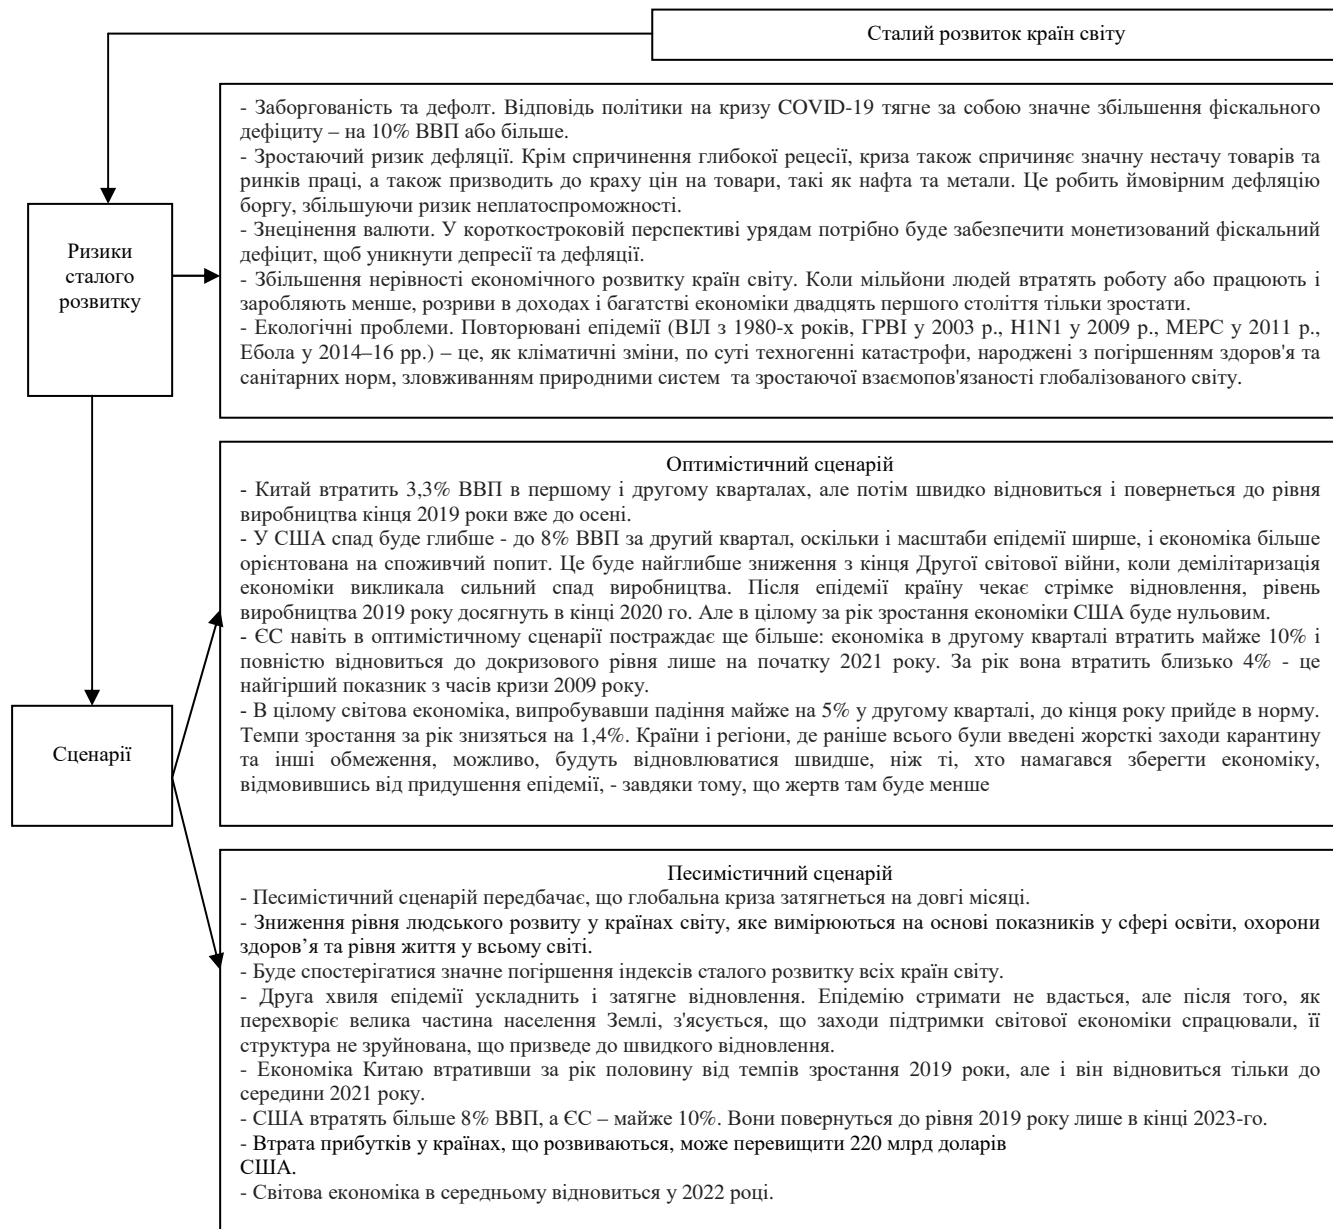 Сталий розвиток країн світу
- Заборгованість та дефолт. Відповідь політики на кризу COVID-19 тягне за собою значне збільшення фіскального
дефіциту – на 10% ВВП або більше.
- Зростаючий ризик дефляції. Крім спричинення глибокої рецесії, криза також спричиняє значну нестачу товарів та
ринків праці, а також призводить до краху цін на товари, такі як нафта та метали. Це робить ймовірним дефляцію
боргу, збільшуючи ризик неплатоспроможності.
- Знецінення валюти. У короткостроковій перспективі урядам потрібно буде забезпечити монетизований фіскальний
дефіцит, щоб уникнути депресії та дефляції.
- Збільшення нерівності економічного розвитку країн світу. Коли мільйони людей втратять роботу або працюють і
заробляють менше, розриви в доходах і багатстві економіки двадцять першого століття тільки зростати.
- Екологічні проблеми. Повторювані епідемії (ВІЛ з 1980-х років, ГРВІ у 2003 р., H1N1 у 2009 р., МЕРС у 2011 р.,
Ебола у 2014–16 рр.) – це, як кліматичні зміни, по суті техногенні катастрофи, народжені з погіршенням здоров'я та
санітарних норм, зловживанням природними систем та зростаючої взаємопов'язаності глобалізованого світу.
Ризики
сталого
розвитку
Оптимістичний сценарій
- Китай втратить 3,3% ВВП в першому і другому кварталах, але потім швидко відновиться і повернеться до рівня
виробництва кінця 2019 роки вже до осені.
- У США спад буде глибше - до 8% ВВП за другий квартал, оскільки і масштаби епідемії ширше, і економіка більше
орієнтована на споживчий попит. Це буде найглибше зниження з кінця Другої світової війни, коли демілітаризація
економіки викликала сильний спад виробництва. Після епідемії країну чекає стрімке відновлення, рівень
виробництва 2019 року досягнуть в кінці 2020 го. Але в цілому за рік зростання економіки США буде нульовим.
- ЄС навіть в оптимістичному сценарії постраждає ще більше: економіка в другому кварталі втратить майже 10% і
повністю відновиться до докризового рівня лише на початку 2021 року. За рік вона втратить близько 4% - це
найгірший показник з часів кризи 2009 року.
- В цілому світова економіка, випробувавши падіння майже на 5% у другому кварталі, до кінця року прийде в норму.
Темпи зростання за рік знизяться на 1,4%. Країни і регіони, де раніше всього були введені жорсткі заходи карантину
та інші обмеження, можливо, будуть відновлюватися швидше, ніж ті, хто намагався зберегти економіку,
відмовившись від придушення епідемії, - завдяки тому, що жертв там буде менше
Сценарії
Песимістичний сценарій
- Песимістичний сценарій передбачає, що глобальна криза затягнеться на довгі місяці.
- Зниження рівня людського розвиту у країнах світу, яке вимірюються на основі показників у сфері освіти, охорони
здоров’я та рівня життя у всьому світі.
- Буде спостерігатися значне погіршення індексів сталого розвитку всіх країн світу.
- Друга хвиля епідемії ускладнить і затягне відновлення. Епідемію стримати не вдасться, але після того, як
перехворіє велика частина населення Землі, з'ясується, що заходи підтримки світової економіки спрацювали, її
структура не зруйнована, що призведе до швидкого відновлення.
- Економіка Китаю втративши за рік половину від темпів зростання 2019 роки, але і він відновиться тільки до
середини 2021 року.
- США втратять більше 8% ВВП, а ЄС – майже 10%. Вони повернуться до рівня 2019 року лише в кінці 2023-го.
- Втрата прибутків у країнах, що розвиваються, може перевищити 220 млрд доларів
США.
- Світова економіка в середньому відновиться у 2022 році.